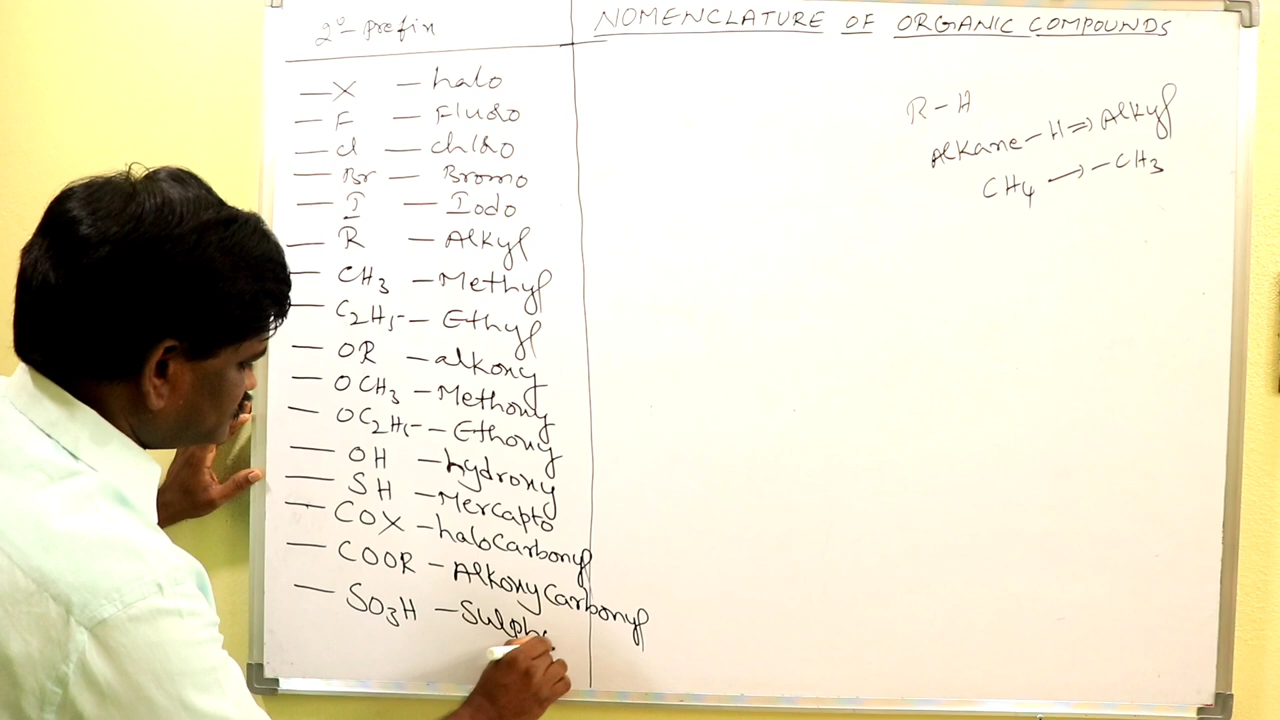 2° - prefix
NOMENCLATURE OF ORGANIC COMPOUNDS
— X — halo
— F — Fluoro
— Cl — chloro
— Br — Bromo
— I — Iodo
— R — Alkyl
— CH3 — Methyl
— C2H5 — Ethyl
— OR — alkoxy
— OCH3 — Methoxy
— OC2H5 — Ethoxy
— OH — hydroxy
— SH — Mercapto
— COX — halocarbonyl
— COOR — Alkoxycarbonyl
— SO3H — Sulph
R - H
Alkane - H => Alkyl
CH4 → - CH3